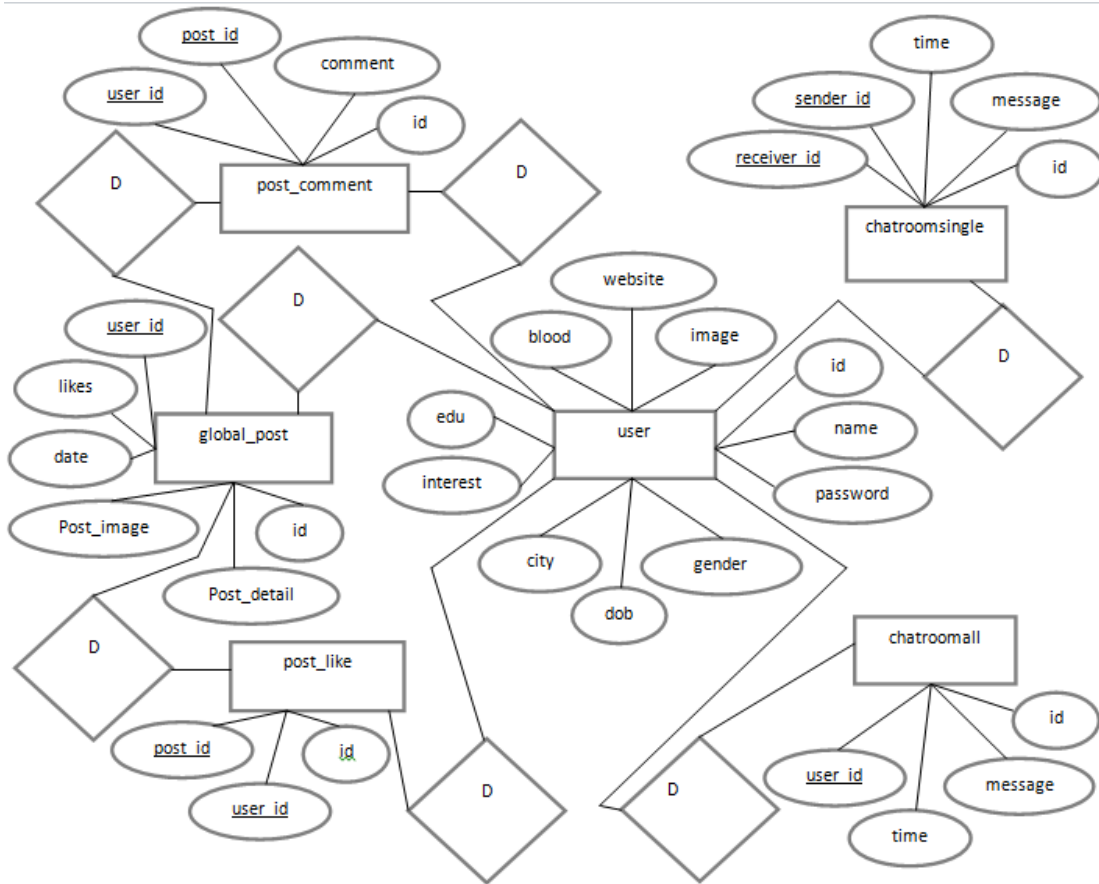 post_id
comment
user_id
id
D
post_comment
D
time
sender_id
message
receiver_id
id
chatroomsingle
D
D
website
blood
image
user_id
likes
date
global_post
Post_image
id
Post_detail
edu
interest
user
id
name
password
city
dob
gender
D
post_like
post_id
id
user_id
D
D
chatroomall
id
user_id
message
time